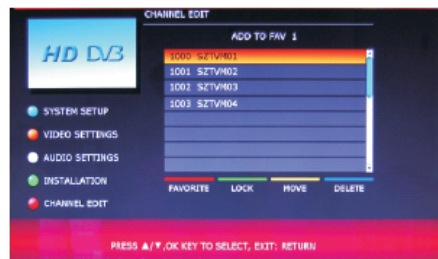 CHANNEL EDIT
ADD TO FAV 1
HD DVB
1000 SZTVM01
1001 SZTVM02
1002 SZTVM03
1003 SZTVM04
SYSTEM SETUP
VIDEO SETTINGS
AUDIO SETTINGS
INSTALLATION
CHANNEL EDIT
FAVORITE LOCK MOVE DELETE
PRESS ▲/▼,OK KEY TO SELECT, EXIT: RETURN